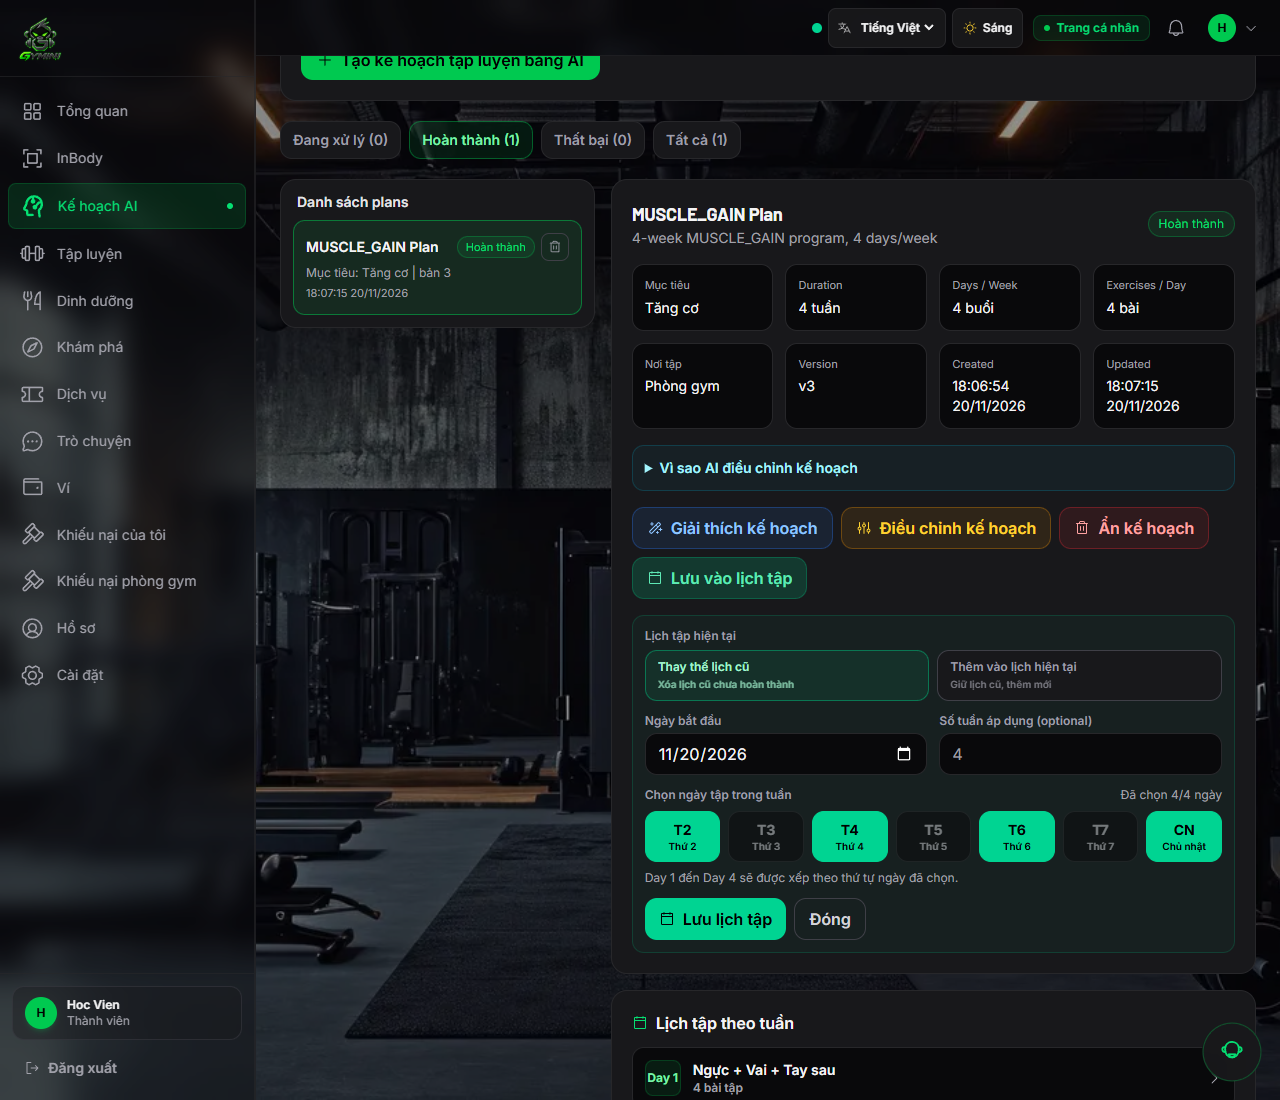 GYMINI
Tổng quan
InBody
Kế hoạch AI
Tập luyện
Dinh dưỡng
Khám phá
Dịch vụ
Trò chuyện
Ví
Khiếu nại của tôi
Khiếu nại phòng gym
Hồ sơ
Cài đặt
H
Hoc Vien
Thành viên
Đăng xuất
Tiếng Việt
Sáng
Trang cá nhân
H
+ Tạo kế hoạch tập luyện bằng AI
Đang xử lý (0)
Hoàn thành (1)
Thất bại (0)
Tất cả (1)
Danh sách plans
MUSCLE_GAIN Plan
Hoàn thành
Mục tiêu: Tăng cơ | bản 3
18:07:15 20/11/2026
MUSCLE_GAIN Plan
4-week MUSCLE_GAIN program, 4 days/week
Hoàn thành
Mục tiêu
Tăng cơ
Duration
4 tuần
Days / Week
4 buổi
Exercises / Day
4 bài
Nơi tập
Phòng gym
Version
v3
Created
18:06:54
20/11/2026
Updated
18:07:15
20/11/2026
Vì sao AI điều chỉnh kế hoạch
Giải thích kế hoạch
Điều chỉnh kế hoạch
Ẩn kế hoạch
Lưu vào lịch tập
Lịch tập hiện tại
Thay thế lịch cũ
Xóa lịch cũ chưa hoàn thành
Thêm vào lịch hiện tại
Giữ lịch cũ, thêm mới
Ngày bắt đầu
11/20/2026
Số tuần áp dụng (optional)
4
Chọn ngày tập trong tuần
Đã chọn 4/4 ngày
T2
Thứ 2
T3
Thứ 3
T4
Thứ 4
T5
Thứ 5
T6
Thứ 6
T7
Thứ 7
CN
Chủ nhật
Day 1 đến Day 4 sẽ được xếp theo thứ tự ngày đã chọn.
Lưu lịch tập
Đóng
Lịch tập theo tuần
Day 1
Ngực + Vai + Tay sau
4 bài tập